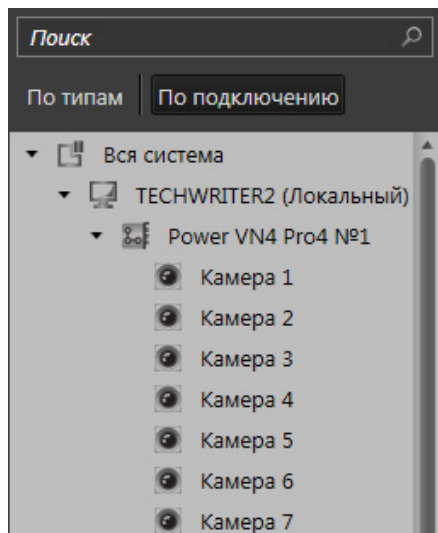 Поиск
По типам По подключению
Вся система
TECHWRITER2 (Локальный)
Power VN4 Pro4 №1
Камера 1
Камера 2
Камера 3
Камера 4
Камера 5
Камера 6
Камера 7